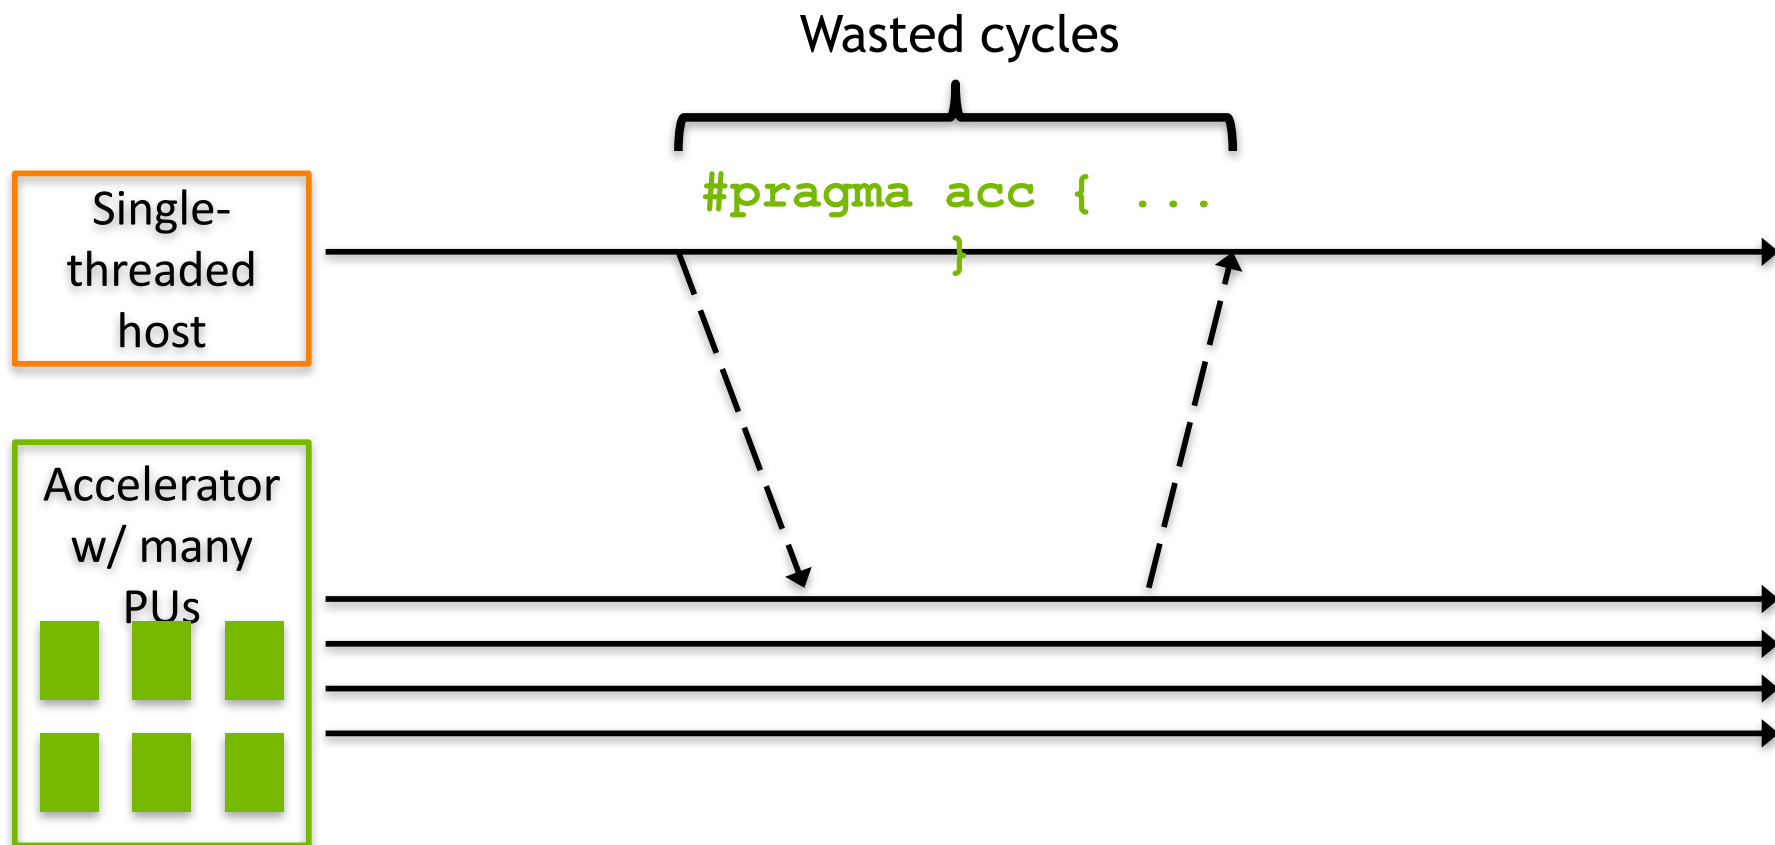 Wasted cycles
#pragma acc { ...
}
Single-
threaded
host
Accelerator
w/ many
PUs